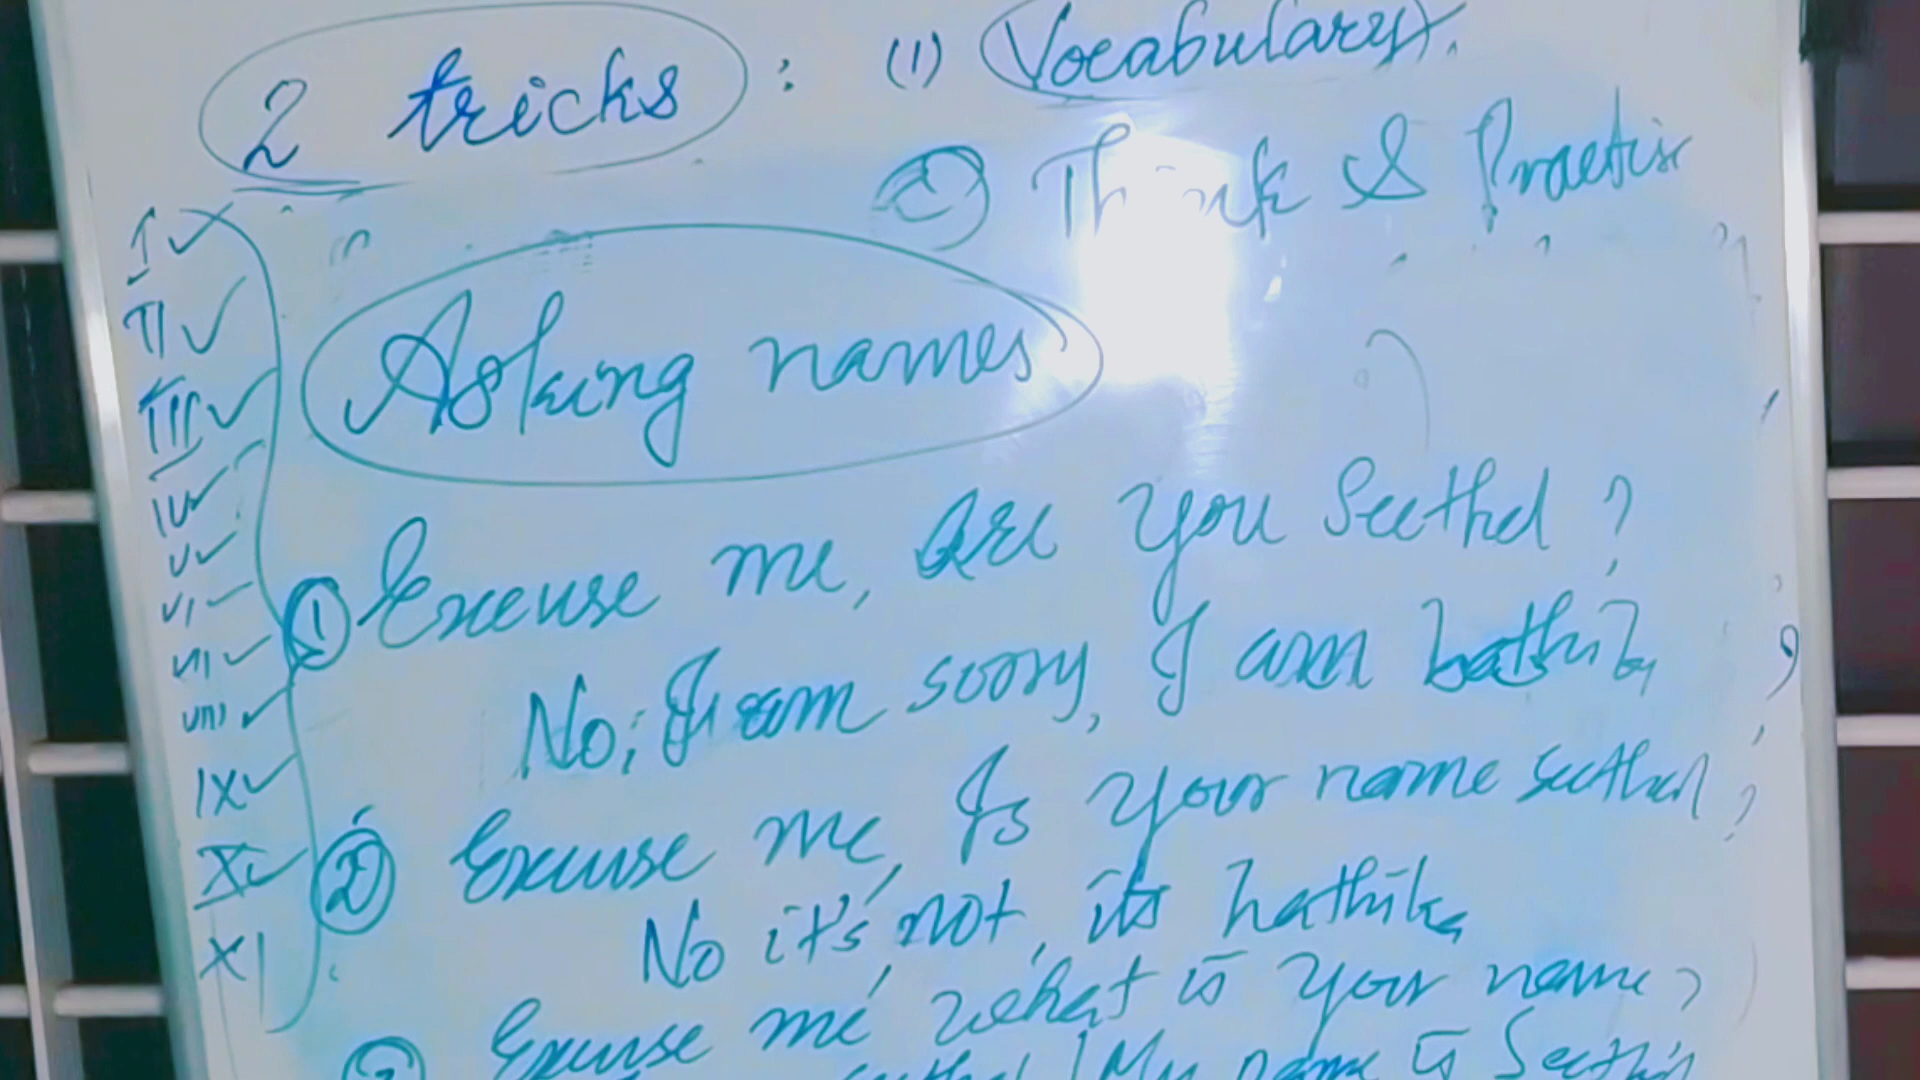 2 tricks : (1) Vocabulary.
(2) Think & Practise
I
II
III
IV
V
VI
VII
VIII
IX
X
XI
Asking names
(1) Excuse me, are you Seethal ?
No, I am soory, I am
(2) Excuse me, Is your name Seethal ?
No it's not, its hathika
(3) Excuse me, what is your name?
My name is